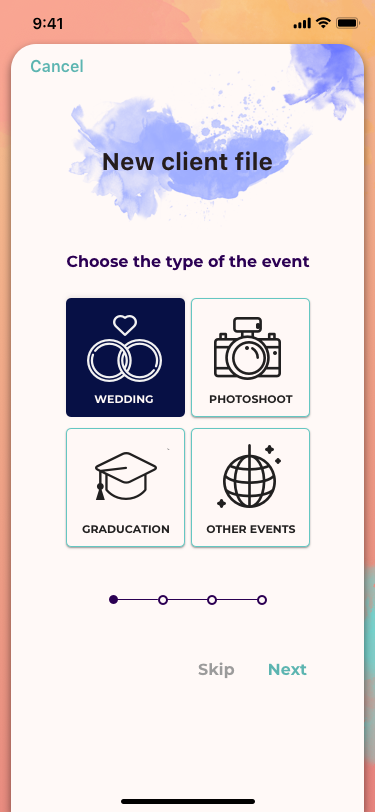 9:41
Cancel
New client file
Choose the type of the event
WEDDING
PHOTOSHOOT
GRADUCATION
OTHER EVENTS
Skip
Next